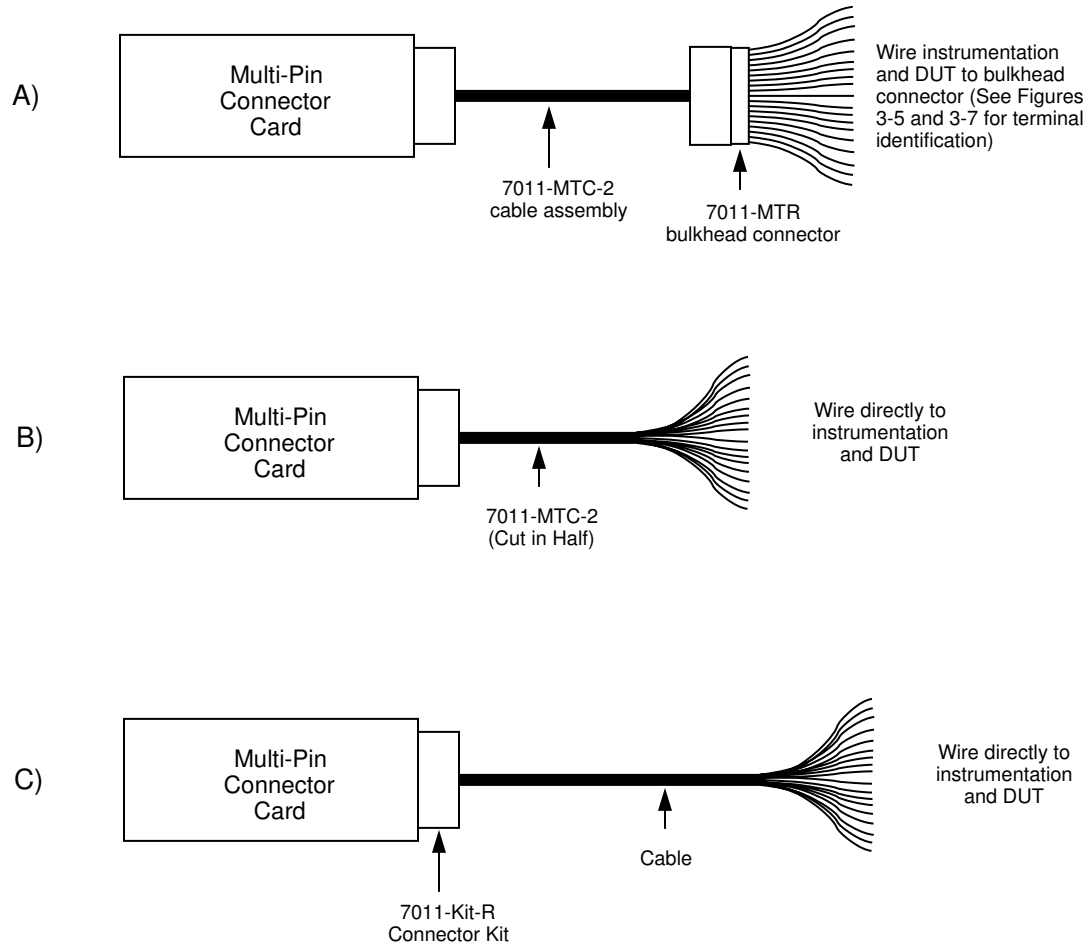 A)
Multi-Pin
Connector
Card
7011-MTC-2
cable assembly
7011-MTR
bulkhead connector
Wire instrumentation
and DUT to bulkhead
connector (See Figures
3-5 and 3-7 for terminal
identification)
B)
Multi-Pin
Connector
Card
7011-MTC-2
(Cut in Half)
Wire directly to
instrumentation
and DUT
C)
Multi-Pin
Connector
Card
7011-Kit-R
Connector Kit
Cable
Wire directly to
instrumentation
and DUT